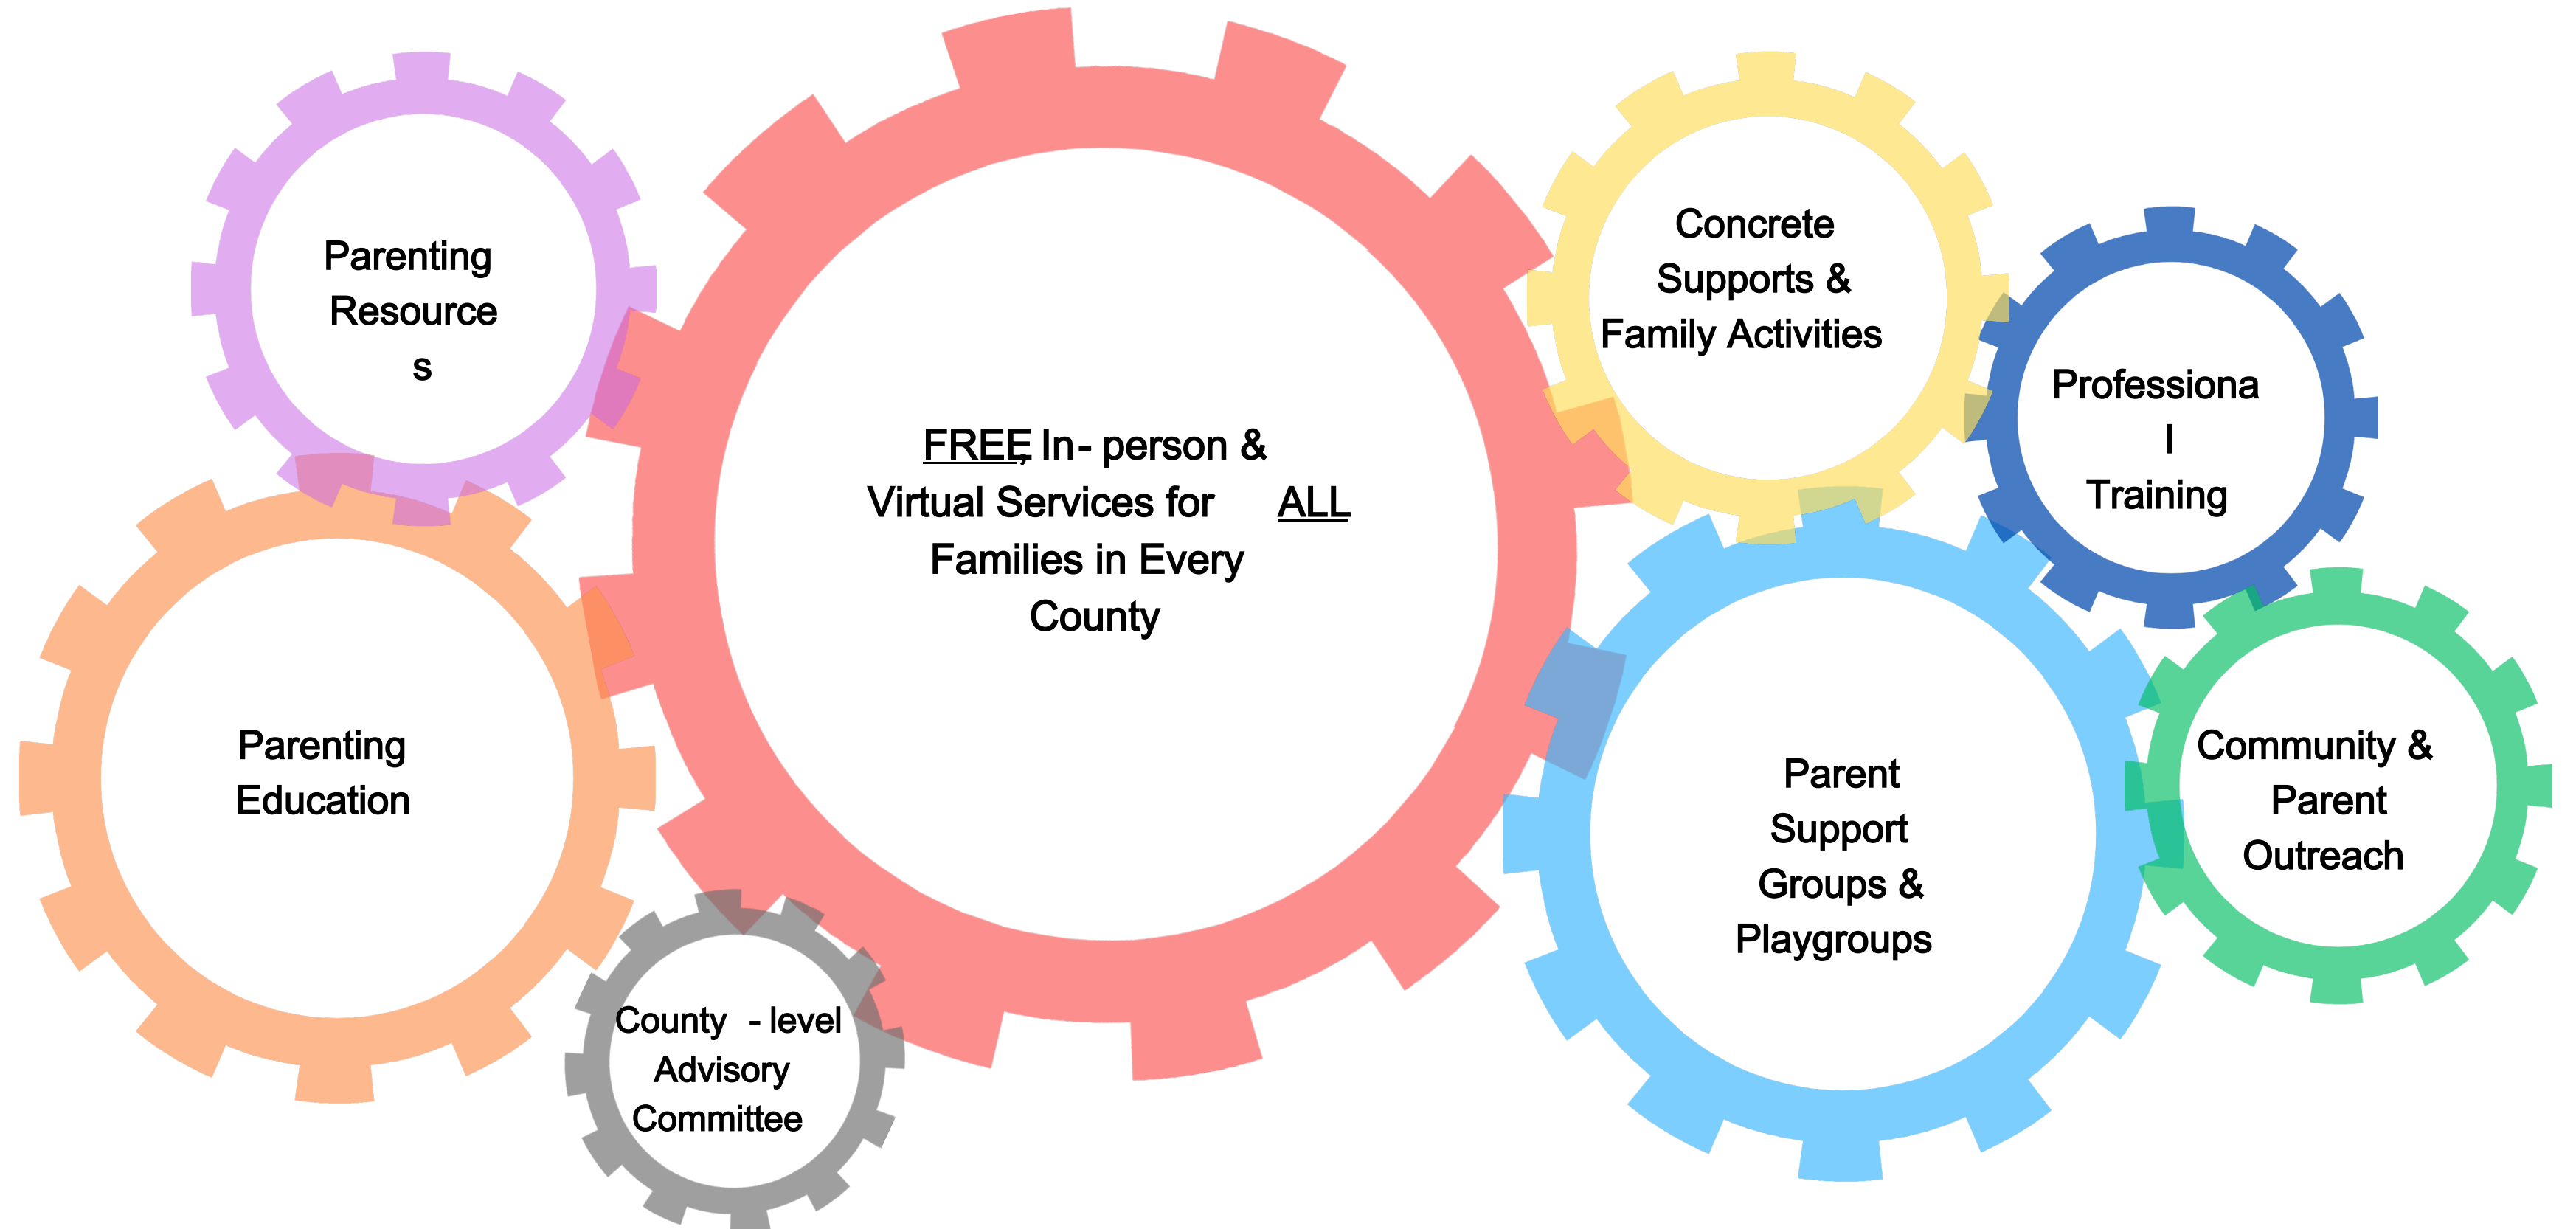 Parenting
Resource
s
FREE, In- person &
Virtual Services for ALL
Families in Every
County
Concrete
Supports &
Family Activities
Professiona
l
Training
Parenting
Education
Parent
Support
Groups &
Playgroups
Community &
Parent
Outreach
County - level
Advisory
Committee